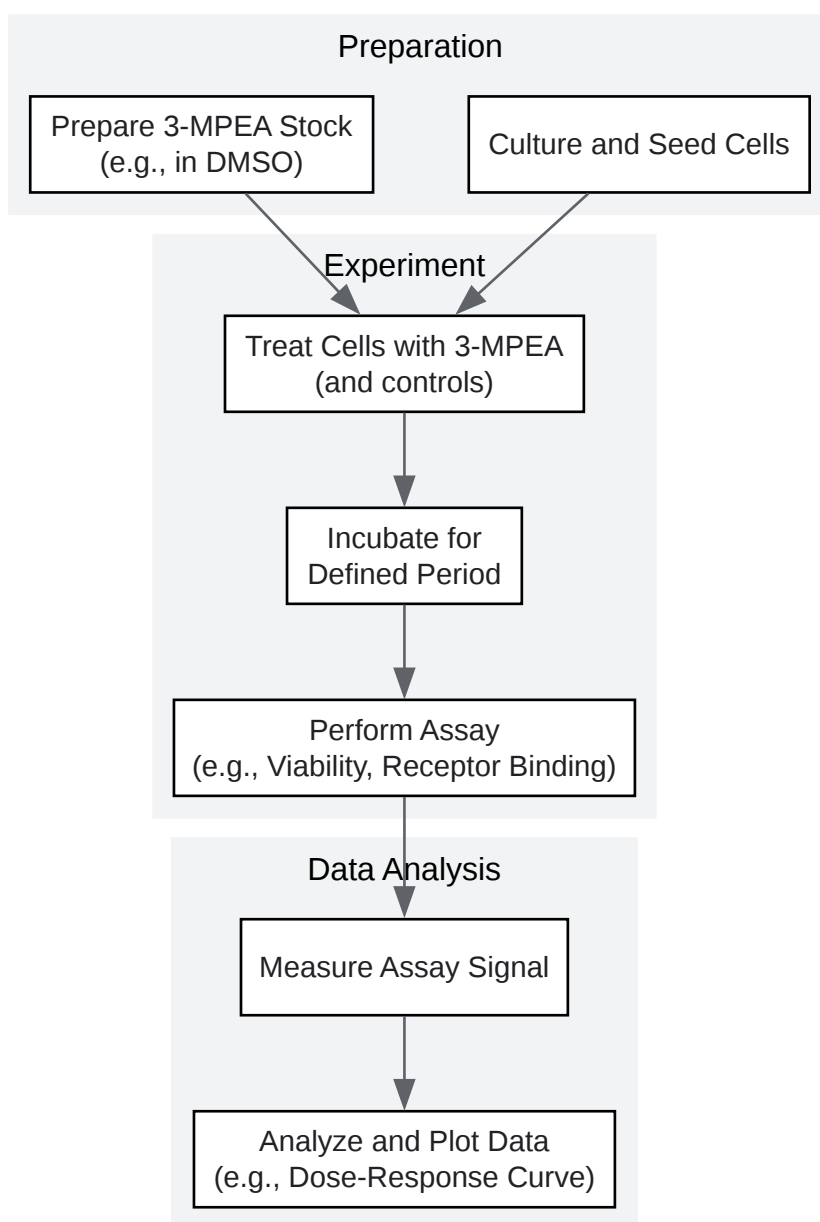 Preparation
Prepare 3-MPEA Stock
(e.g., in DMSO)
Culture and Seed Cells
Experiment
Treat Cells with 3-MPEA
(and controls)
Incubate for
Defined Period
Perform Assay
(e.g., Viability, Receptor Binding)
Data Analysis
Measure Assay Signal
Analyze and Plot Data
(e.g., Dose-Response Curve)